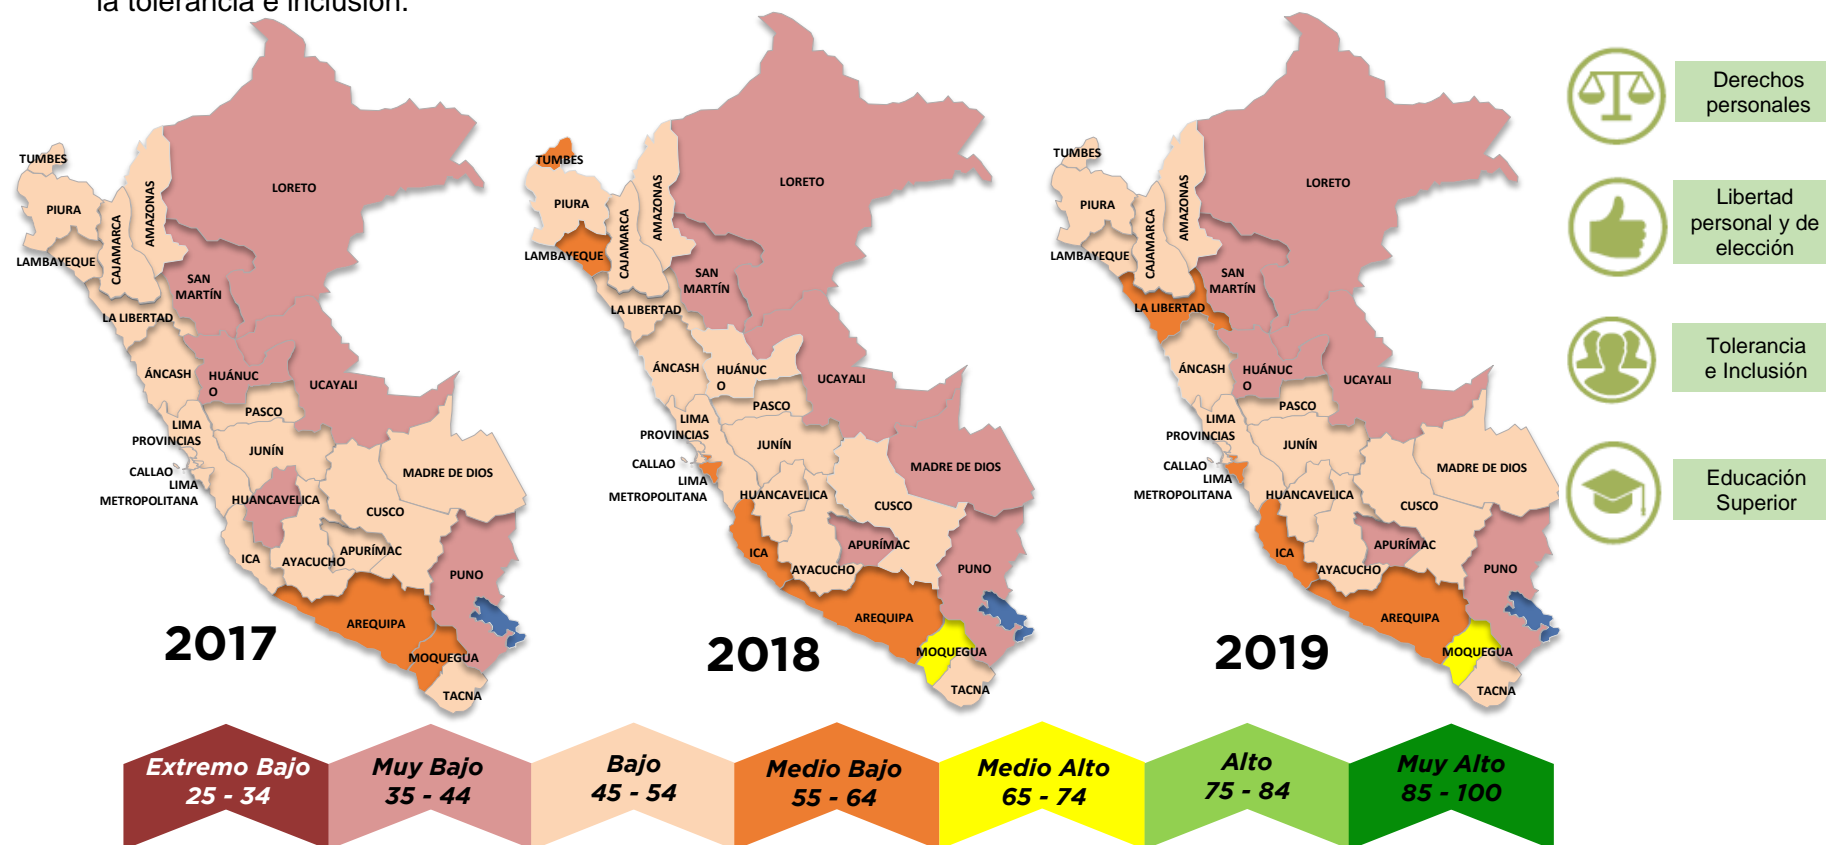 la tolerancia e inclusión.
TUMBES
PIURA
LAMBAYEQUE
CAJAMARCA
AMAZONAS
LORETO
SAN
MARTÍN
LA LIBERTAD
ÁNCASH
HUÁNUC
O
UCAYALI
PASCO
LIMA
PROVINCIAS
JUNÍN
CALLAO
LIMA
METROPOLITANA
HUANCAVELICA
MADRE DE DIOS
CUSCO
ICA
AYACUCHO
APURÍMAC
PUNO
AREQUIPA
MOQUEGUA
TACNA
2017
TUMBES
PIURA
LAMBAYEQUE
CAJAMARCA
AMAZONAS
LORETO
SAN
MARTÍN
LA LIBERTAD
ÁNCASH
HUÁNUC
O
UCAYALI
PASCO
LIMA
PROVINCIAS
JUNÍN
CALLAO
LIMA
METROPOLITANA
HUANCAVELICA
MADRE DE DIOS
CUSCO
ICA
AYACUCHO
APURÍMAC
PUNO
AREQUIPA
MOQUEGUA
TACNA
2018
TUMBES
PIURA
LAMBAYEQUE
CAJAMARCA
AMAZONAS
LORETO
SAN
MARTÍN
LA LIBERTAD
ÁNCASH
HUÁNUC
O
UCAYALI
PASCO
LIMA
PROVINCIAS
JUNÍN
CALLAO
LIMA
METROPOLITANA
HUANCAVELICA
MADRE DE DIOS
CUSCO
ICA
AYACUCHO
APURÍMAC
PUNO
AREQUIPA
MOQUEGUA
TACNA
2019
Derechos
personales
Libertad
personal y de
elección
Tolerancia
e Inclusión
Educación
Superior
Extremo Bajo
25 - 34
Muy Bajo
35 - 44
Bajo
45 - 54
Medio Bajo
55 - 64
Medio Alto
65 - 74
Alto
75 - 84
Muy Alto
85 - 100